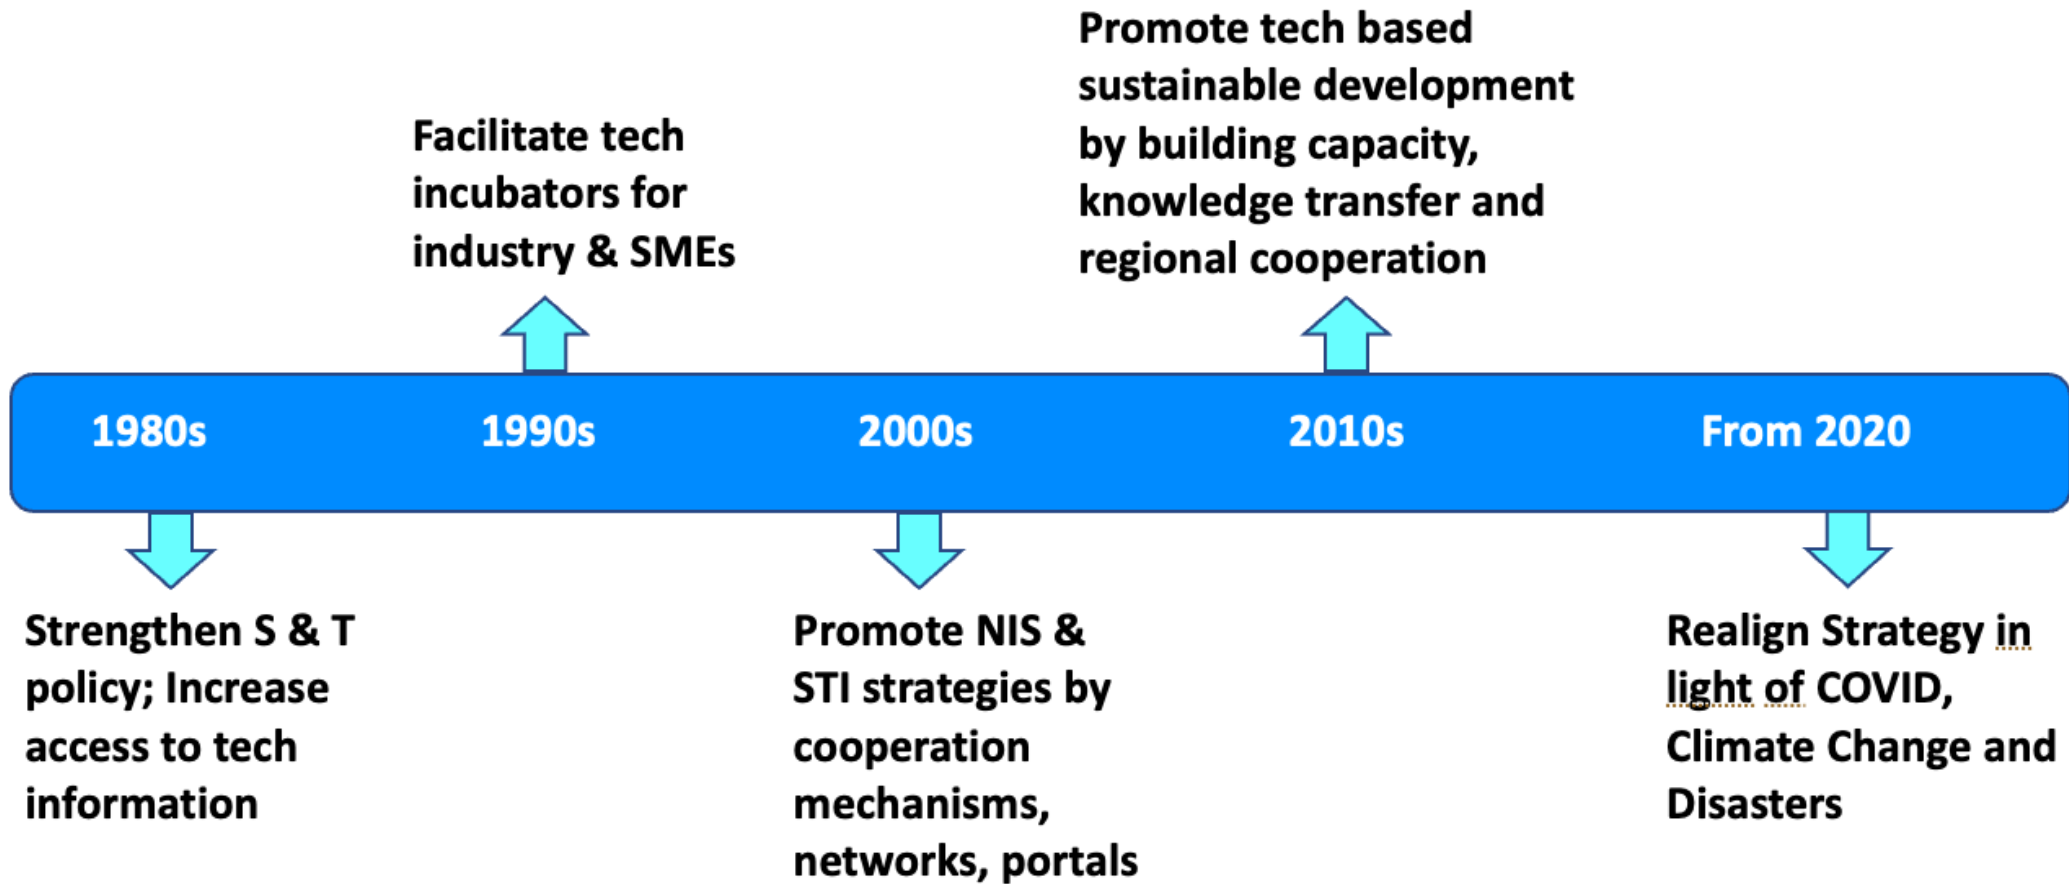 Promote tech based
sustainable development
by building capacity,
knowledge transfer and
regional cooperation
Facilitate tech
incubators for
industry & SMEs
1980s
1990s
2000s
2010s
From 2020
Strengthen S & T
policy; Increase
access to tech
information
Promote NIS &
STI strategies by
cooperation
mechanisms,
networks, portals
Realign Strategy in
light of COVID,
Climate Change and
Disasters